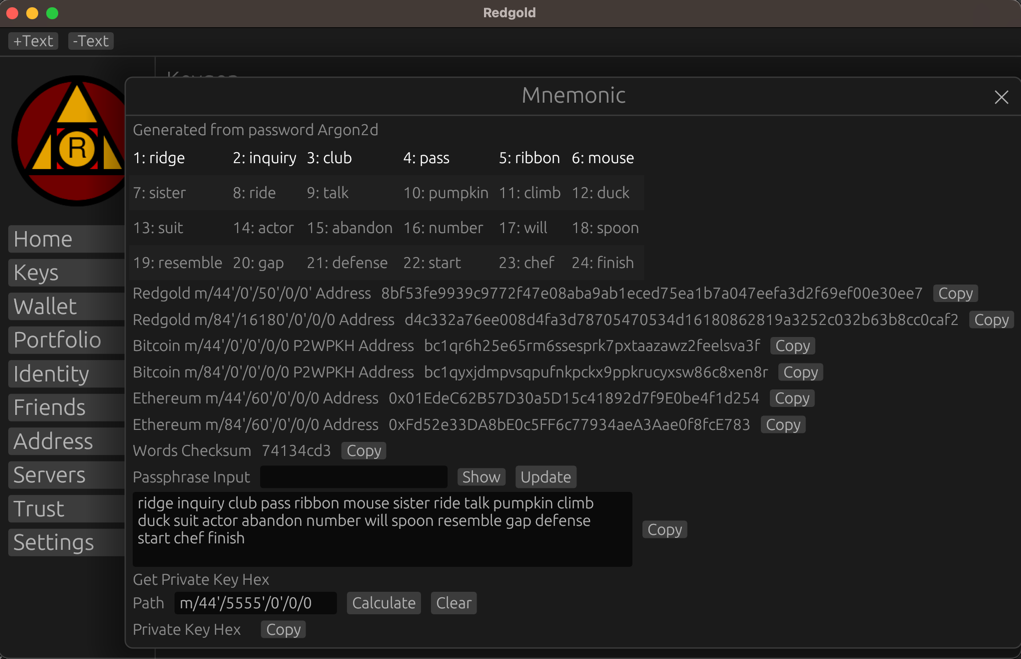 Redgold
+Text -Text
R
Home
Keys
Wallet
Portfolio
Identity
Friends
Address
Servers
Trust
Settings
Mnemonic
Generated from password Argon2d
1: ridge 2: inquiry 3: club 4: pass 5: ribbon 6: mouse
7: sister 8: ride 9: talk 10: pumpkin 11: climb 12: duck
13: suit 14: actor 15: abandon 16: number 17: will 18: spoon
19: resemble 20: gap 21: defense 22: start 23: chef 24: finish
Redgold m/44'/0'/50'/0/0' Address 8bf53fe9939c9772f47e08aba9ab1eced75ea1b7a047eefa3d2f69ef00e30ee7 Copy
Redgold m/84'/16180'/0'/0/0 Address d4c332a76ee008d4fa3d78705470534d16180862819a3252c032b63b8cc0caf2 Copy
Bitcoin m/44'/0'/0'/0/0 P2WPKH Address bc1qr6h25e65rm6ssesprk7pxtaazawz2feelsva3f Copy
Bitcoin m/84'/0'/0'/0/0 P2WPKH Address bc1qyxjdmpvsqpufnkpckx9ppkrucyxsw86c8xen8r Copy
Ethereum m/44'/60'/0'/0/0 Address 0x01EdeC62B57D30a5D15c41892d7f9E0be4f1d254 Copy
Ethereum m/84'/60'/0'/0/0 Address 0xFd52e33DA8bE0c5FF6c77934aeA3Aae0f8fcE783 Copy
Words Checksum 74134cd3 Copy
Passphrase Input Show Update
ridge inquiry club pass ribbon mouse sister ride talk pumpkin climb
duck suit actor abandon number will spoon resemble gap defense
start chef finish
Copy
Get Private Key Hex
Path m/44'/5555'/0'/0/0 Calculate Clear
Private Key Hex Copy